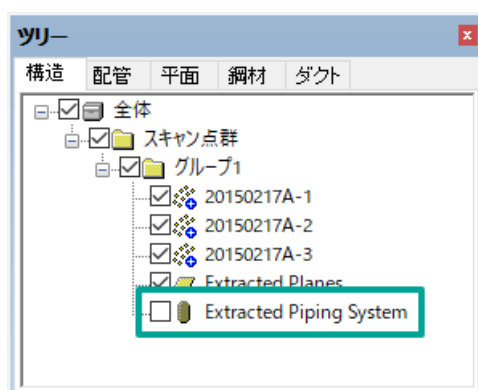 ツリー
構造 配管 平面 鋼材 ダクト
全体
スキャン点群
グループ1
20150217A-1
20150217A-2
20150217A-3
Extracted Planes
Extracted Piping System